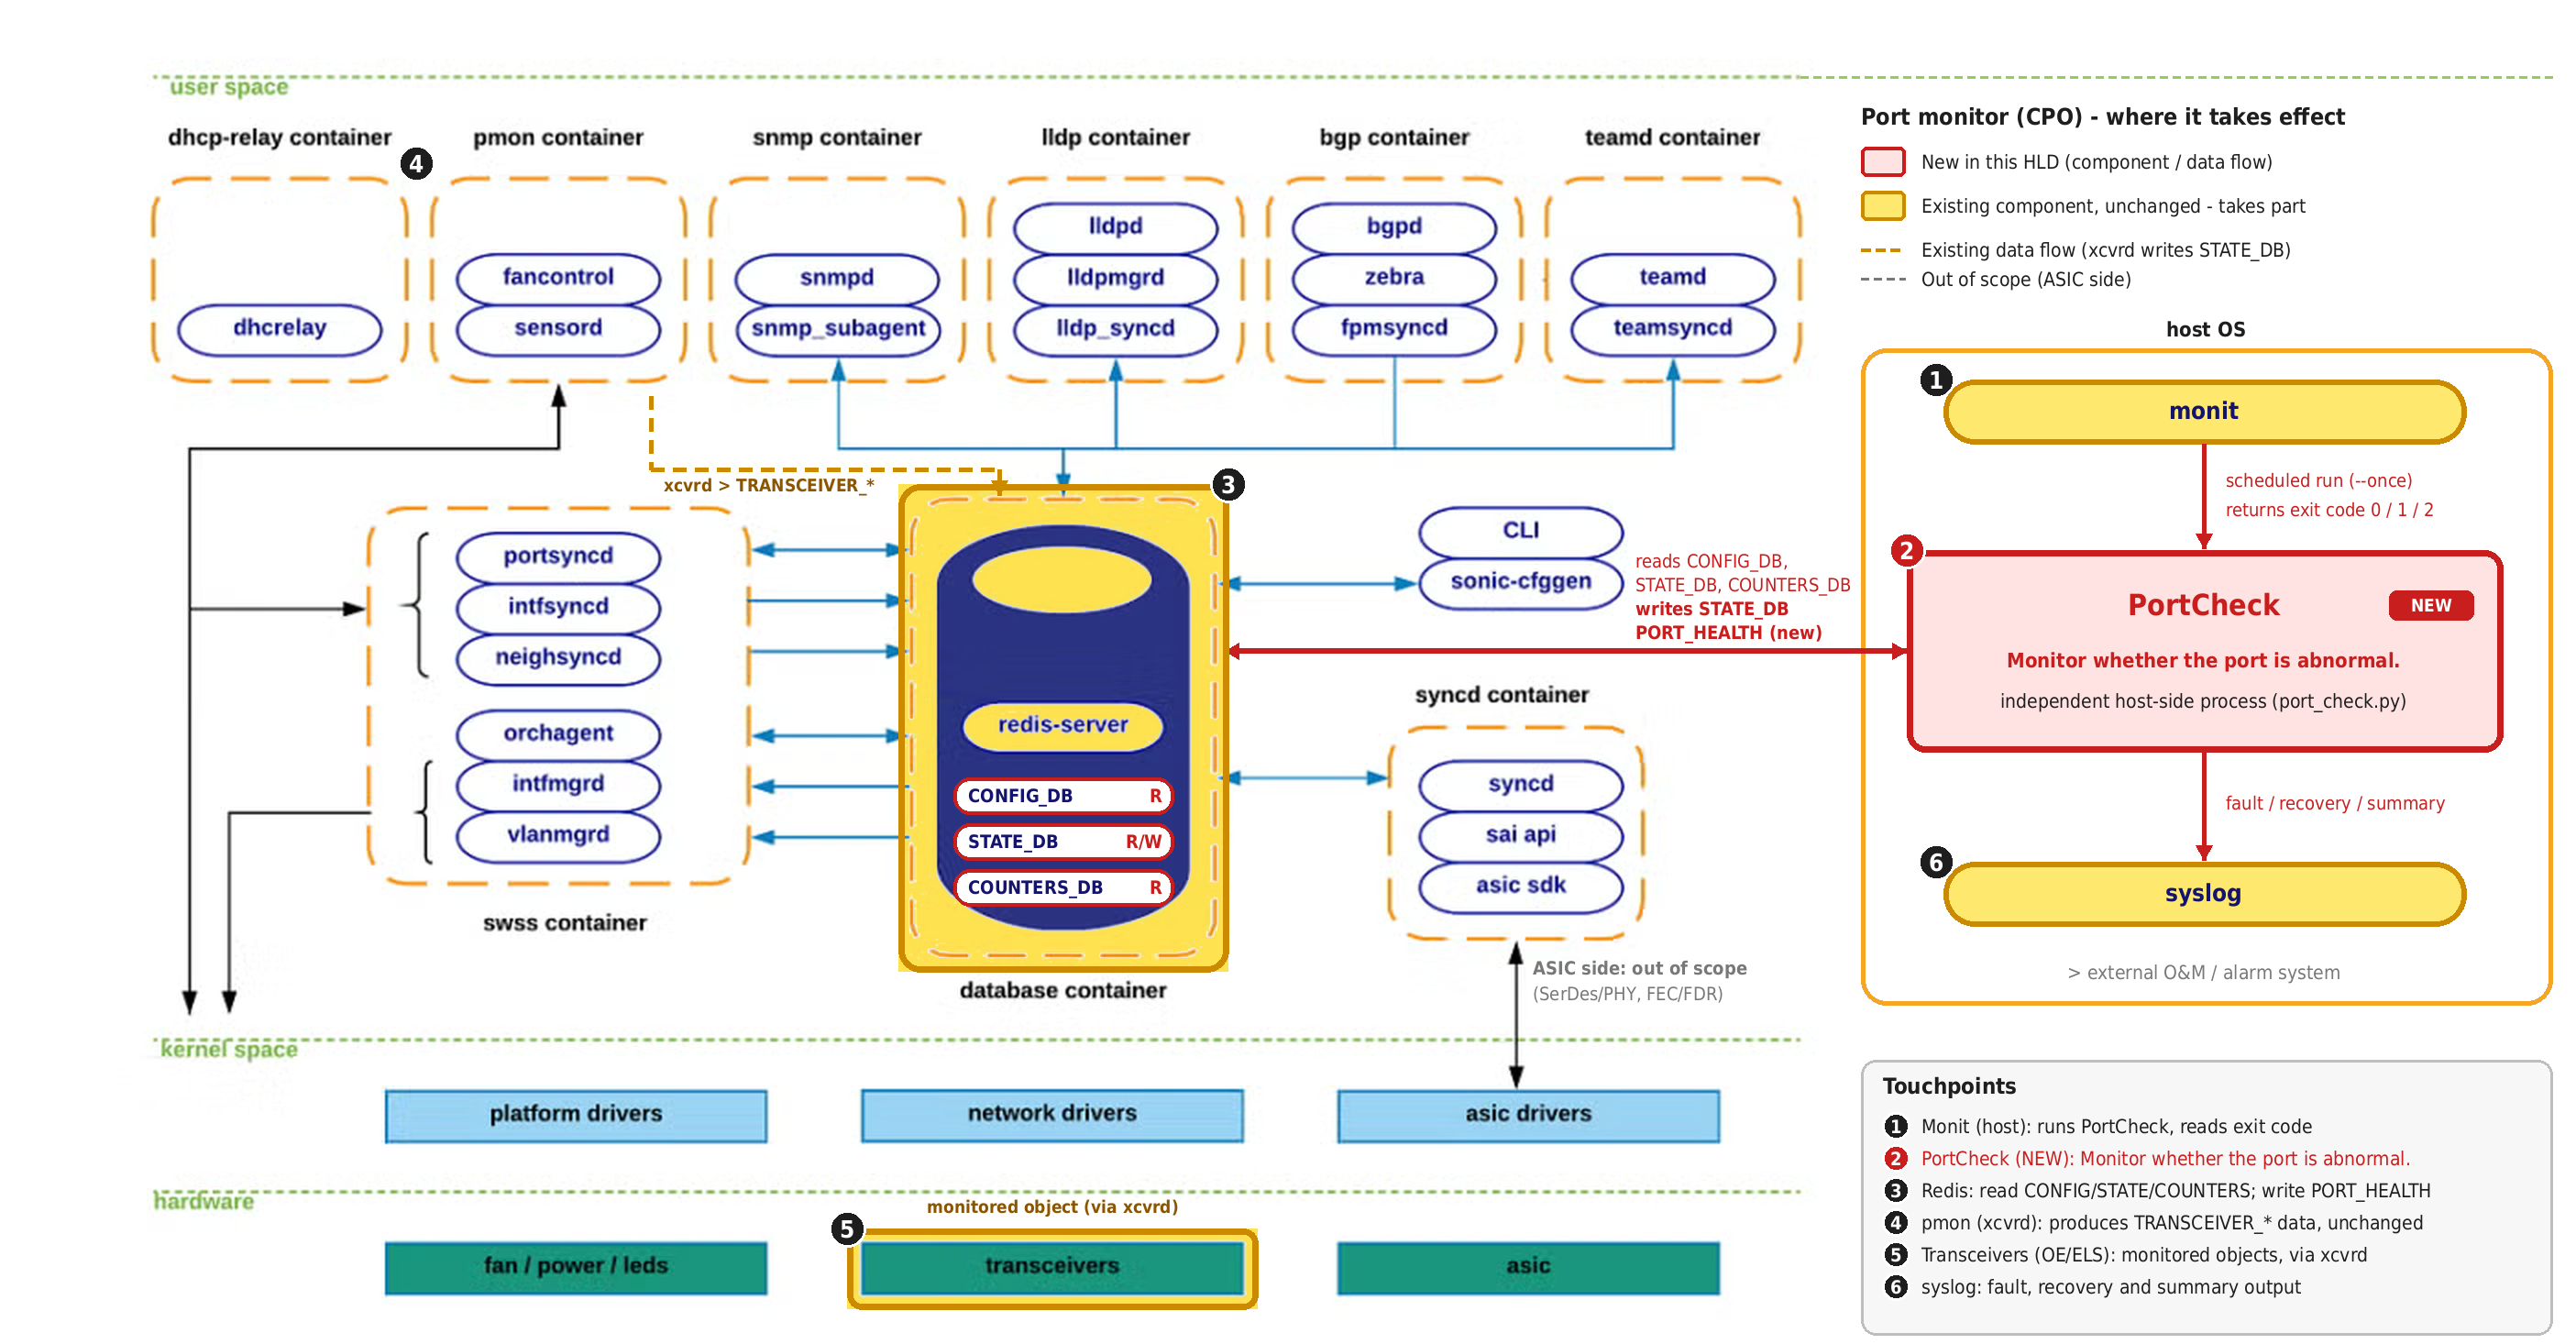 user space
dhcp-relay container
pmon container
snmp container
lldp container
bgp container
teamd container
4
dhcrelay
fancontrol
sensord
snmpd
snmp_subagent
lldpd
lldpmgrd
lldp_syncd
bgpd
zebra
fpmsyncd
teamd
teamsyncd
xcvrd > TRANSCEIVER_*
portsyncd
intfsyncd
neighsyncd
orchagent
intfmgrd
vlanmgrd
swss container
3
redis-server
CONFIG_DB R
STATE_DB R/W
COUNTERS_DB R
database container
CLI
sonic-cfggen
reads CONFIG_DB,
STATE_DB, COUNTERS_DB
writes STATE_DB
PORT_HEALTH (new)
syncd container
syncd
sai api
asic sdk
ASIC side: out of scope
(SerDes/PHY, FEC/FDR)
kernel space
platform drivers
network drivers
asic drivers
hardware
monitored object (via xcvrd)
5
fan / power / leds
transceivers
asic
Port monitor (CPO) - where it takes effect
New in this HLD (component / data flow)
Existing component, unchanged - takes part
Existing data flow (xcvrd writes STATE_DB)
Out of scope (ASIC side)
host OS
1
monit
scheduled run (--once)
returns exit code 0 / 1 / 2
2
PortCheck
NEW
Monitor whether the port is abnormal.
independent host-side process (port_check.py)
fault / recovery / summary
6
syslog
> external O&M / alarm system
Touchpoints
1 Monit (host): runs PortCheck, reads exit code
2 PortCheck (NEW): Monitor whether the port is abnormal.
3 Redis: read CONFIG/STATE/COUNTERS; write PORT_HEALTH
4 pmon (xcvrd): produces TRANSCEIVER_* data, unchanged
5 Transceivers (OE/ELS): monitored objects, via xcvrd
6 syslog: fault, recovery and summary output